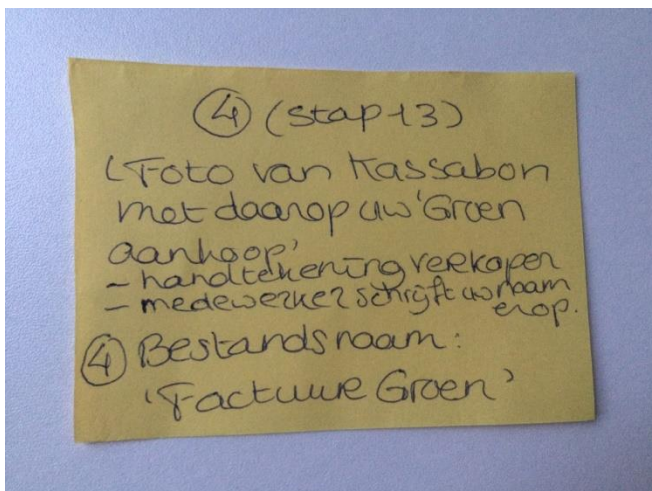 ④ (stap 13)
(Foto van Kassabon
met daarop uw 'Groen
aankoop'
- handtekening verkoper
- medewerker schrijft uw naam
erop.
④ Bestandsnaam:
'Factuur Groen'